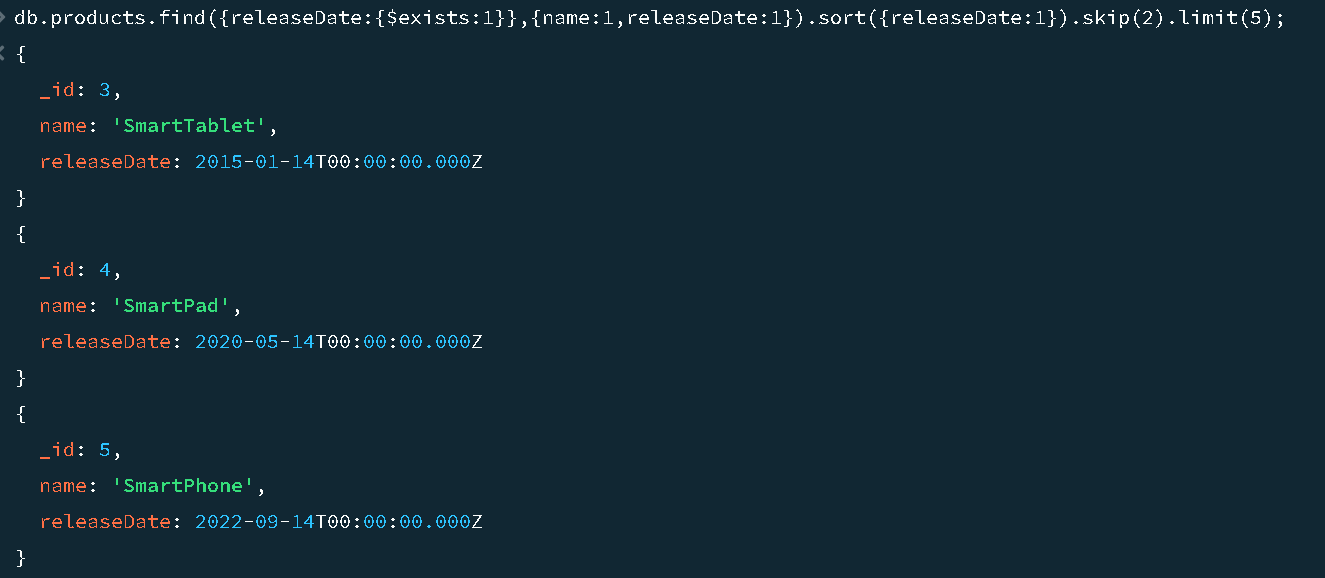 db.products.find({releaseDate:{$exists:1}},{name:1,releaseDate:1}).sort({releaseDate:1}).skip(2).limit(5);
{
_id: 3,
name: 'SmartTablet',
releaseDate: 2015-01-14T00:00:00.000Z
}
{
_id: 4,
name: 'SmartPad',
releaseDate: 2020-05-14T00:00:00.000Z
}
{
_id: 5,
name: 'SmartPhone',
releaseDate: 2022-09-14T00:00:00.000Z
}